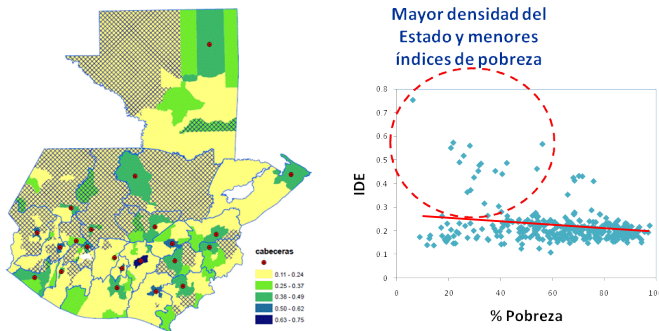 cabeceras
0.11 - 0.24
0.25 - 0.37
0.38 - 0.49
0.50 - 0.62
0.63 - 0.75
Mayor densidad del
Estado y menores
índices de pobreza
0.8
0.7
0.6
0.5
0.4
0.3
0.2
0.1
0
IDE
0
20
40
60
80
100
% Pobreza